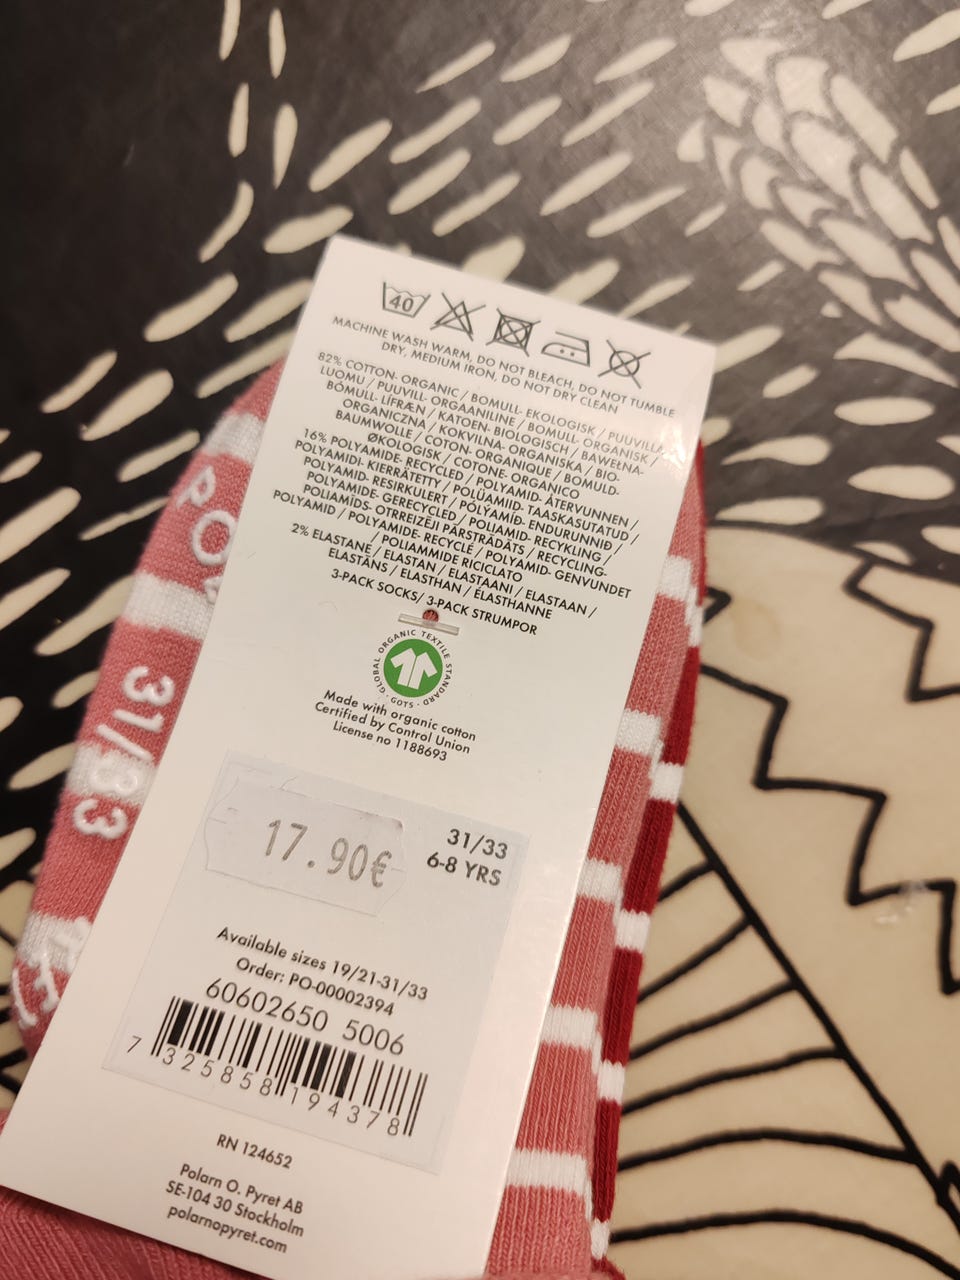 40
MACHINE WASH WARM, DO NOT BLEACH, DO NOT TUMBLE
DRY, MEDIUM IRON, DO NOT DRY CLEAN
82% COTTON- ORGANIC / BOMULL- EKOLOGISK / PUUVILLA-
LUOMU / PUUVILL- ORGAANILINE / BOMULL- ORGANISK /
BÓMULL- LÍFRÆN / KATOEN- BIOLOGISCH / BAWEŁNA-
ORGANICZNA / KOKVILNA- ORGANISKA / BIO-
BAUMWOLLE / COTON- ORGANIQUE / BOMULD-
ØKOLOGISK / COTONE- ORGANICO
16% POLYAMIDE- RECYCLED / POLYAMID- ÅTERVUNNEN /
POLYAMIDI- KIERRÄTETTY / POLÜAMIID- TAASKASUTATUD /
POLYAMID- RESIRKULERT / PÓLÝAMÍÐ- ENDURUNNIÐ /
POLYAMIDE- GERECYCLED / POLIAMID- RECYKLING /
POLIAMĪDS- OTRREIZĒJI PĀRSTRĀDĀTS / RECYCLING-
POLYAMID / POLYAMIDE- RECYCLÉ / POLYAMID- GENVUNDET
/ POLIAMMIDE RICICLATO
2% ELASTANE / ELASTAN / ELASTAANI / ELASTAAN /
ELASTĀNS / ELASTHAN / ÉLASTHANNE
3-PACK SOCKS/ 3-PACK STRUMPOR
GLOBAL ORGANIC TEXTILE STANDARD
· GOTS ·
Made with organic cotton
Certified by Control Union
License no 1188693
17.90€
31/33
6-8 YRS
Available sizes 19/21-31/33
Order: PO-00002394
60602650 5006
7 325858 194378
RN 124652
Polarn O. Pyret AB
SE-104 30 Stockholm
polarnopyret.com
PO
31/33